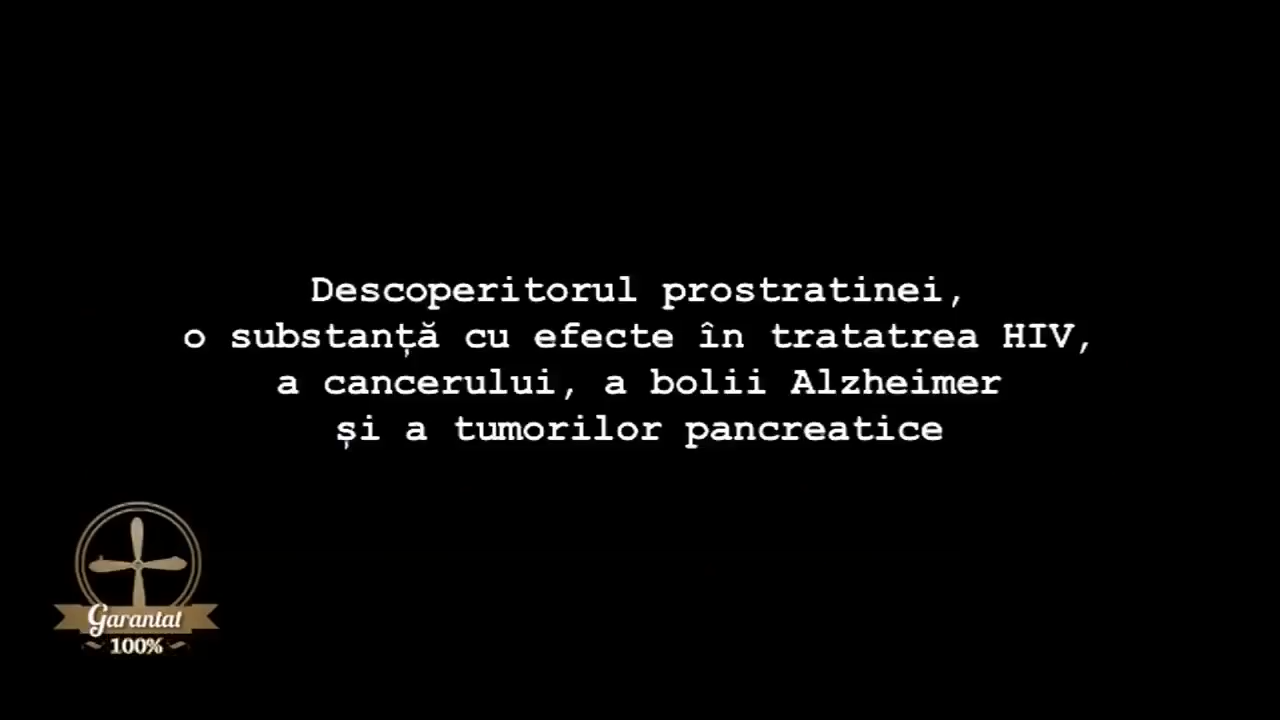 Descoperitorul prostratinei,
o substanță cu efecte în tratatrea HIV,
a cancerului, a bolii Alzheimer
și a tumorilor pancreatice
Garantat
100%